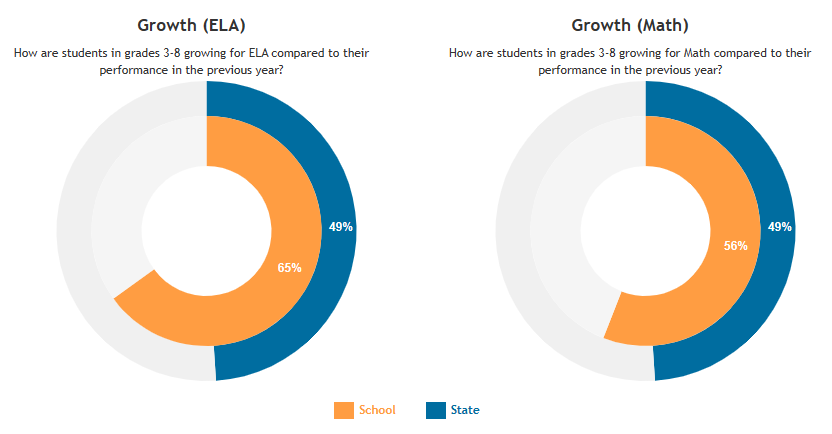 Growth (ELA)
How are students in grades 3-8 growing for ELA compared to their
performance in the previous year?
49%
65%
Growth (Math)
How are students in grades 3-8 growing for Math compared to their
performance in the previous year?
49%
56%
School
State